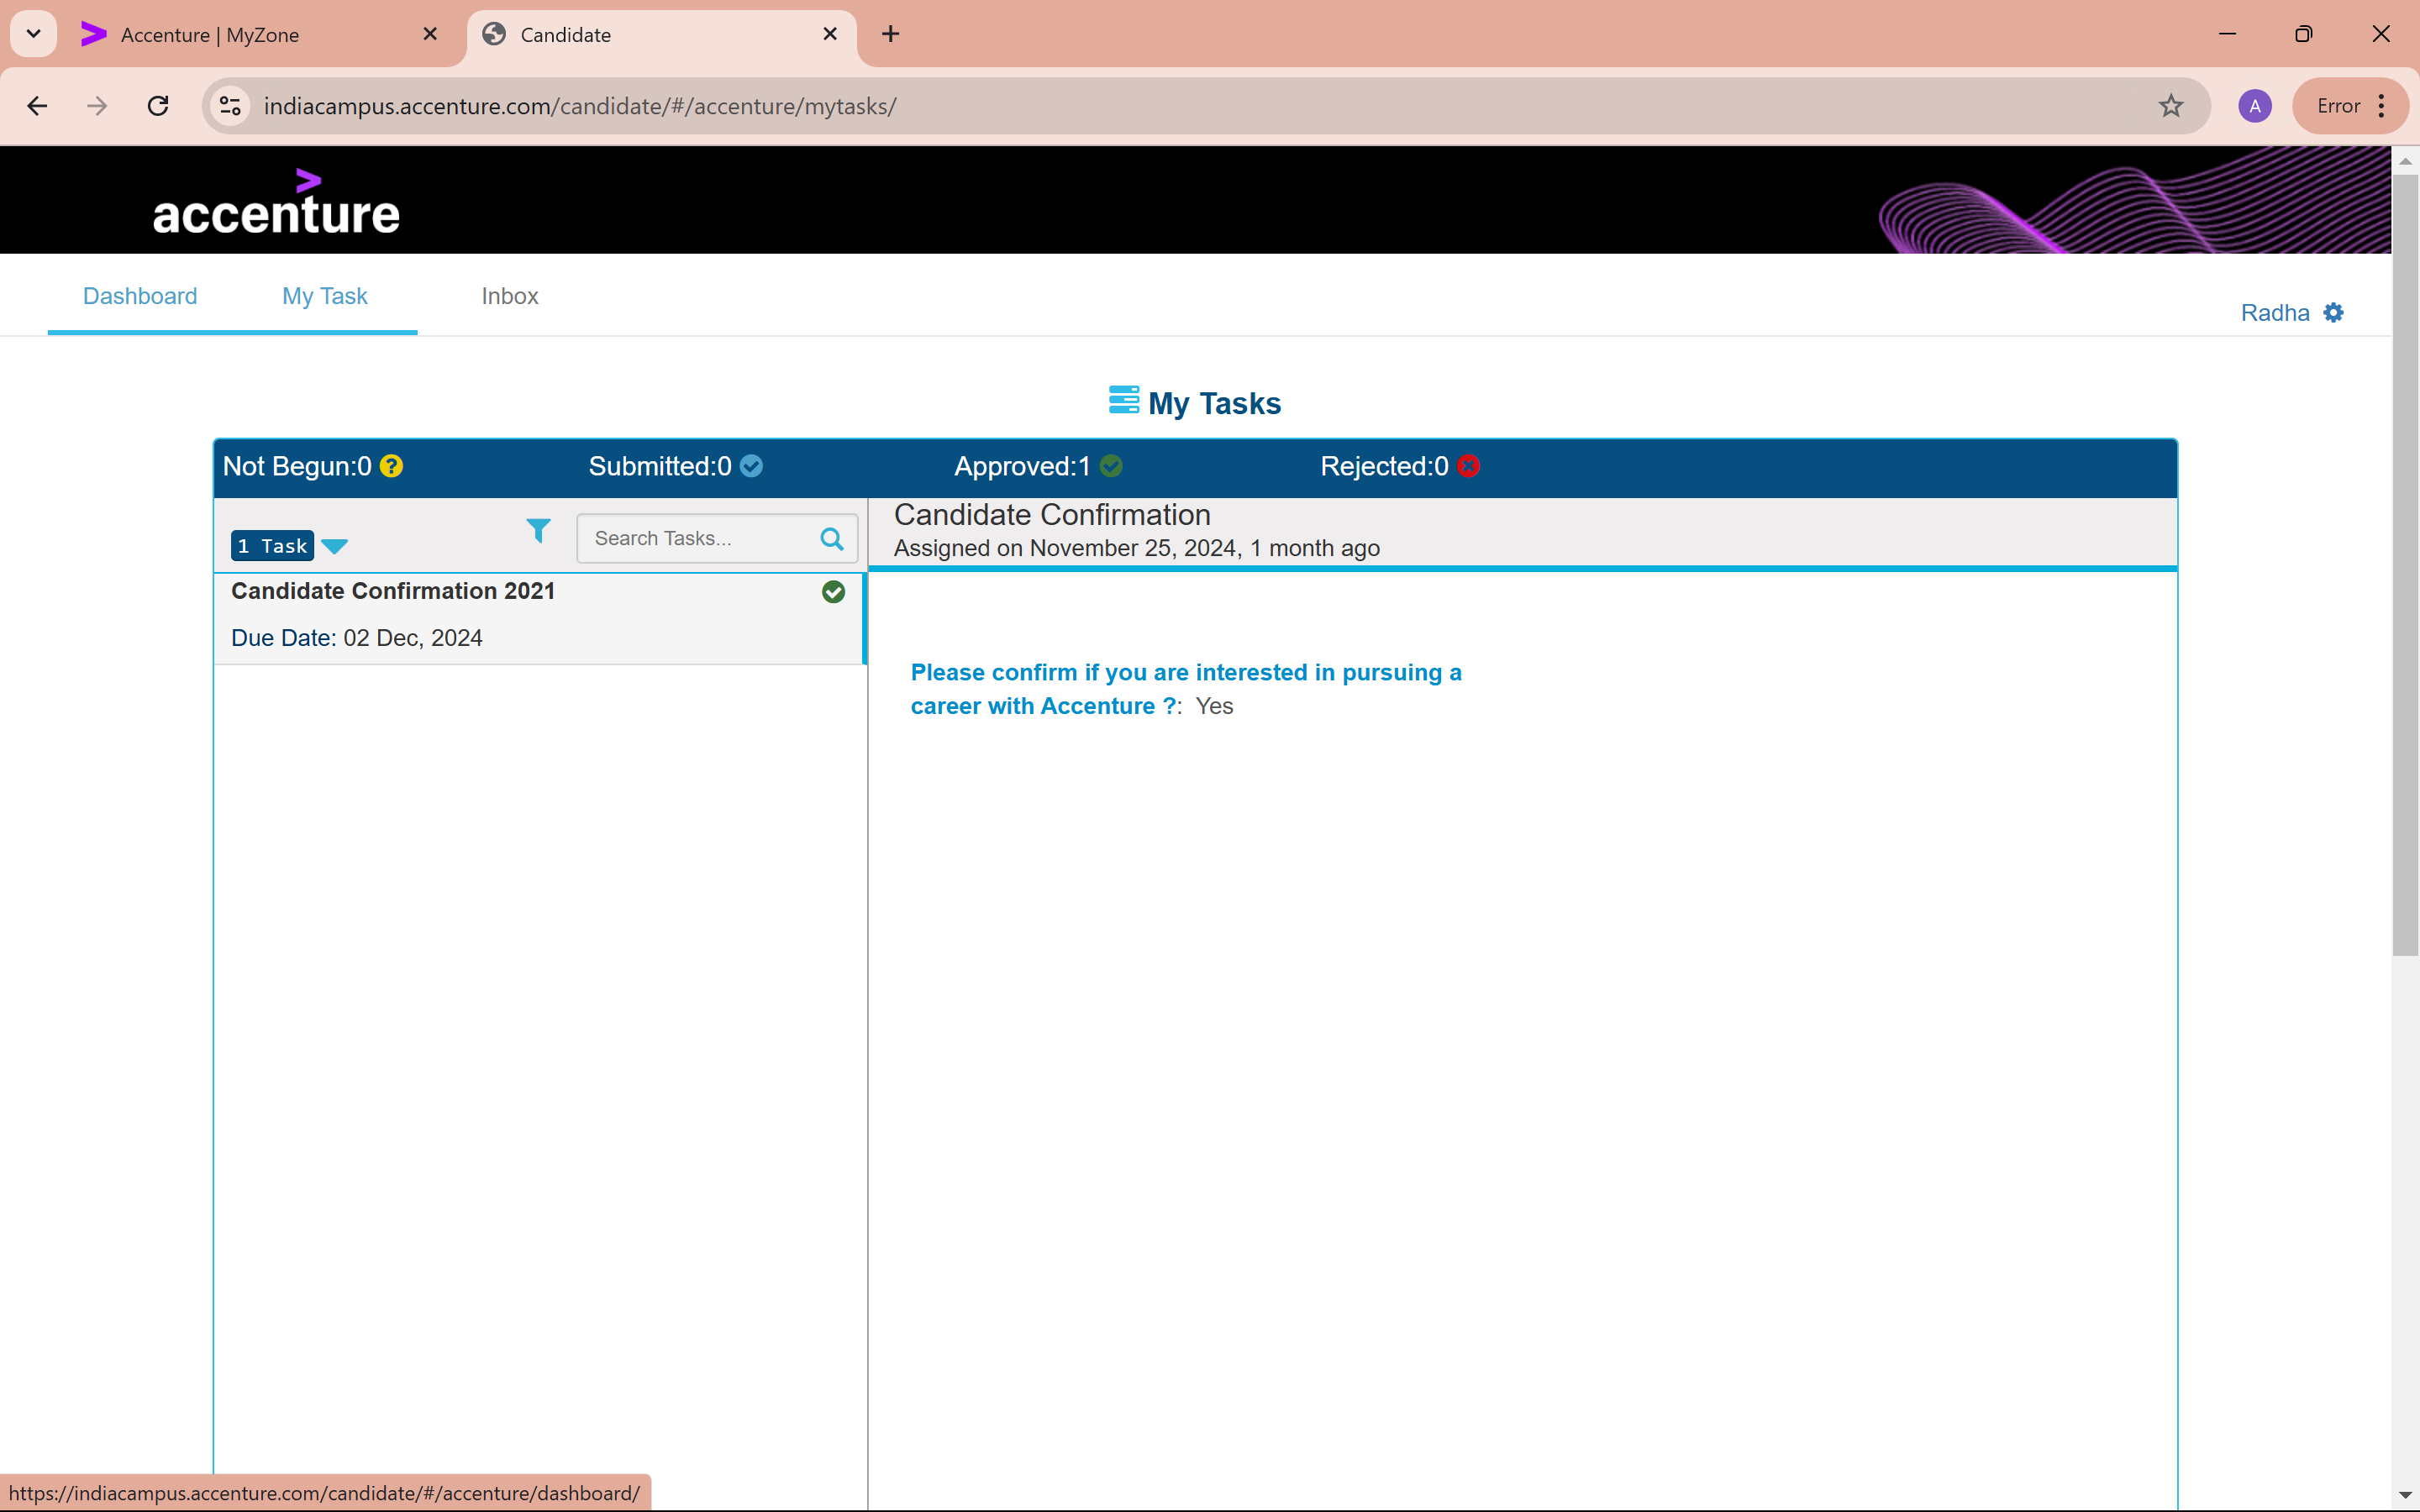 Accenture | MyZone
Candidate
indiacampus.accenture.com/candidate/#/accenture/mytasks/
A
Error
accenture
Dashboard
My Task
Inbox
Radha
My Tasks
Not Begun:0
Submitted:0
Approved:1
Rejected:0
1 Task
Search Tasks...
Candidate Confirmation 2021
Due Date: 02 Dec, 2024
Candidate Confirmation
Assigned on November 25, 2024, 1 month ago
Please confirm if you are interested in pursuing a
career with Accenture ?: Yes
https://indiacampus.accenture.com/candidate/#/accenture/dashboard/